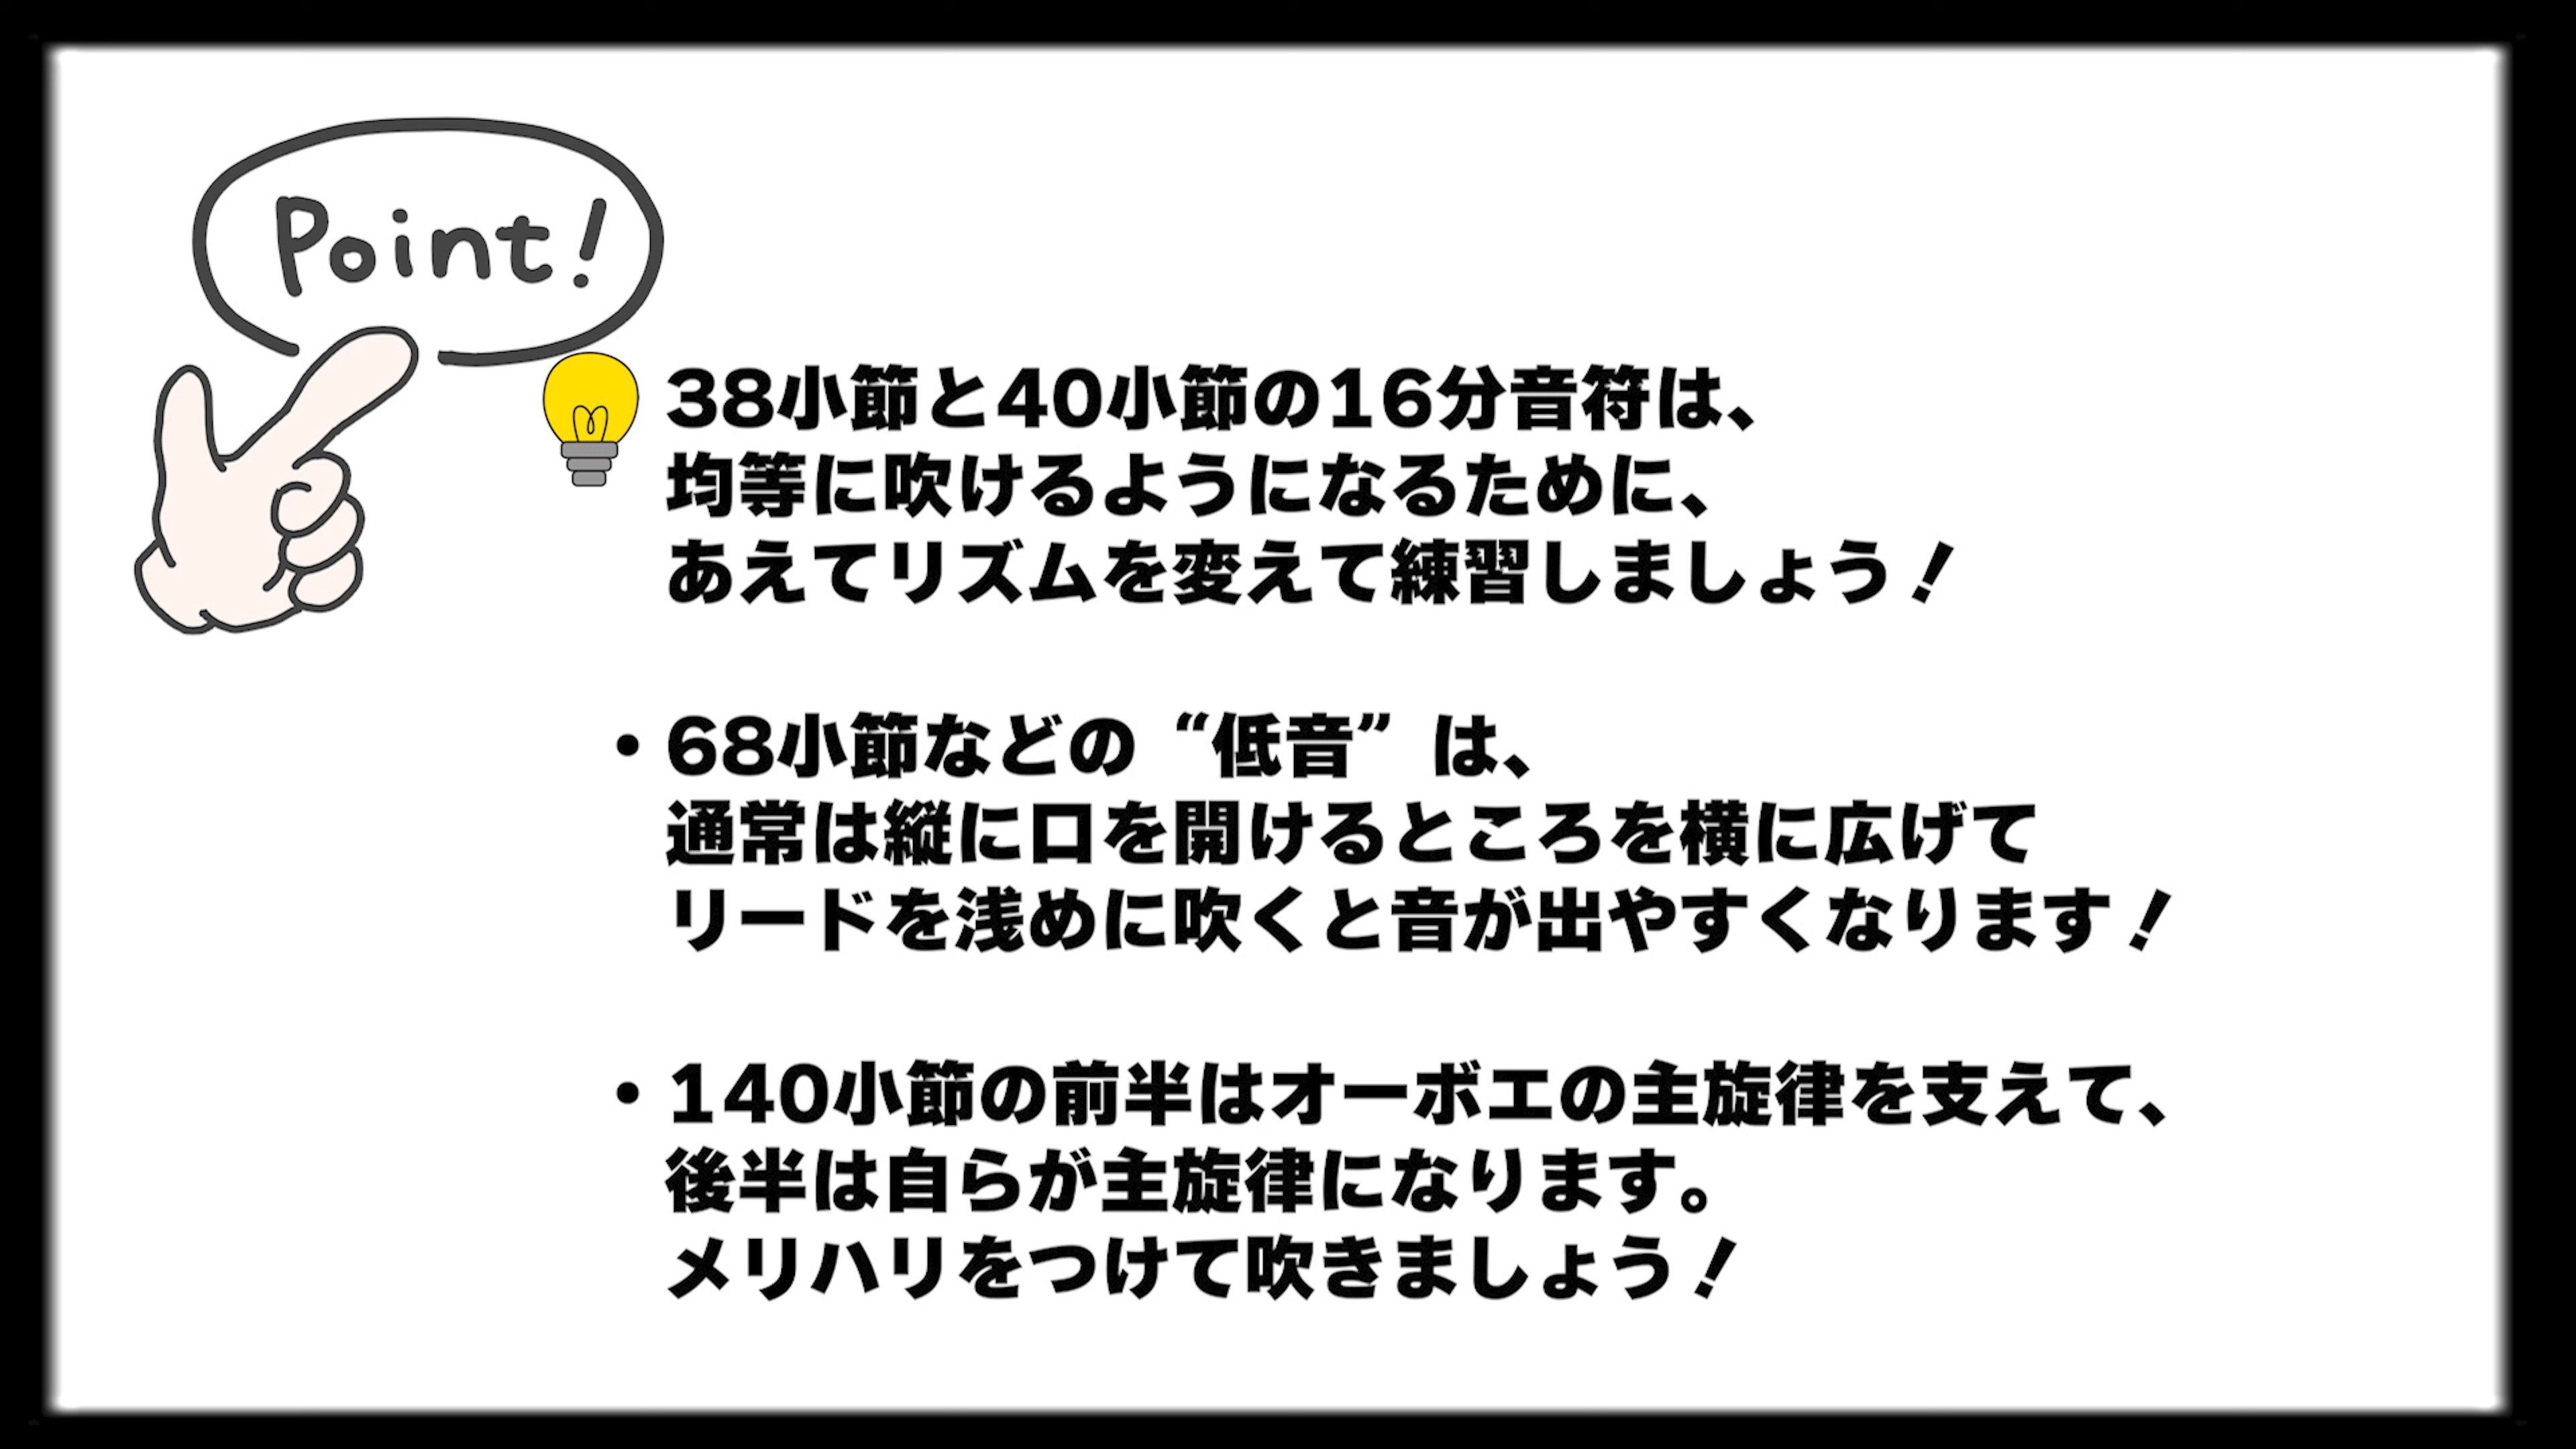 Point!
38小節と40小節の16分音符は、
均等に吹けるようになるために、
あえてリズムを変えて練習しましょう！
・68小節などの“低音”は、
通常は縦に口を開けるところを横に広げて
リードを浅めに吹くと音が出やすくなります！
・140小節の前半はオーボエの主旋律を支えて、
後半は自らが主旋律になります。
メリハリをつけて吹きましょう！